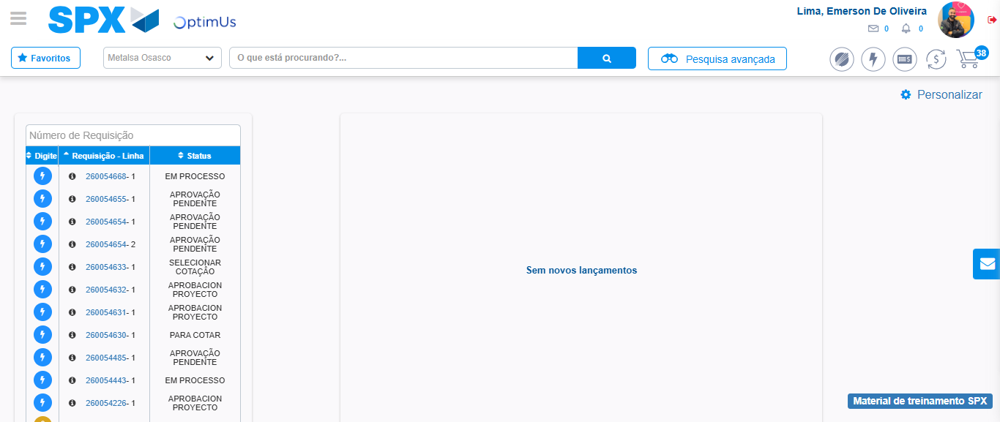 SPX
OptimUs
Lima, Emerson De Oliveira
0 0
Favoritos
Metalsa Osasco
O que está procurando?...
Pesquisa avançada
38
Personalizar
Número de Requisição
Digite Requisição - Linha Status
260054668- 1 EM PROCESSO
260054655- 1 APROVAÇÃO PENDENTE
260054654- 1 APROVAÇÃO PENDENTE
260054654- 2 APROVAÇÃO PENDENTE
260054633- 1 SELECIONAR COTAÇÃO
260054632- 1 APROBACION PROYECTO
260054631- 1 APROBACION PROYECTO
260054630- 1 PARA COTAR
260054485- 1 APROVAÇÃO PENDENTE
260054443- 1 EM PROCESSO
260054226- 1 APROBACION PROYECTO
Sem novos lançamentos
Material de treinamento SPX